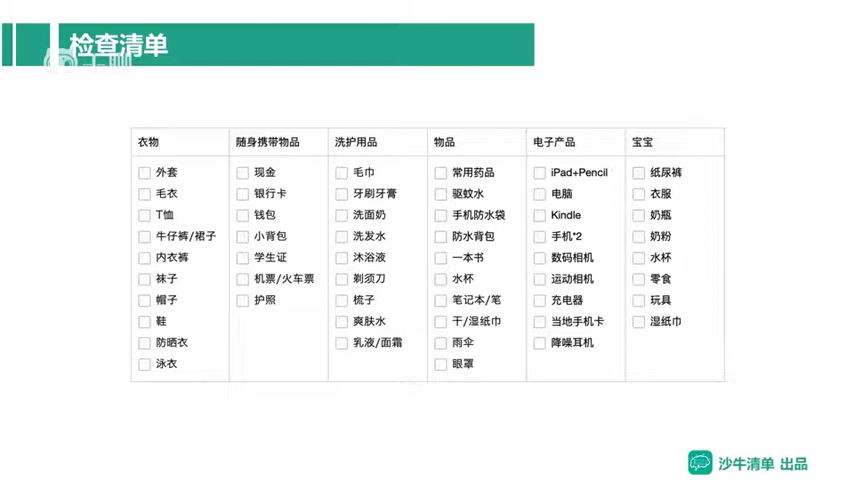 检查清单
千聊
衣物
外套
毛衣
T恤
牛仔裤/裙子
内衣裤
袜子
帽子
鞋
防晒衣
泳衣
随身携带物品
现金
银行卡
钱包
小背包
学生证
机票/火车票
护照
洗护用品
毛巾
牙刷牙膏
洗面奶
洗发水
沐浴液
剃须刀
梳子
爽肤水
乳液/面霜
物品
常用药品
驱蚊水
手机防水袋
防水背包
一本书
水杯
笔记本/笔
干/湿纸巾
雨伞
眼罩
电子产品
iPad+Pencil
电脑
Kindle
手机*2
数码相机
运动相机
充电器
当地手机卡
降噪耳机
宝宝
纸尿裤
衣服
奶瓶
奶粉
水杯
零食
玩具
湿纸巾
沙牛清单 出品